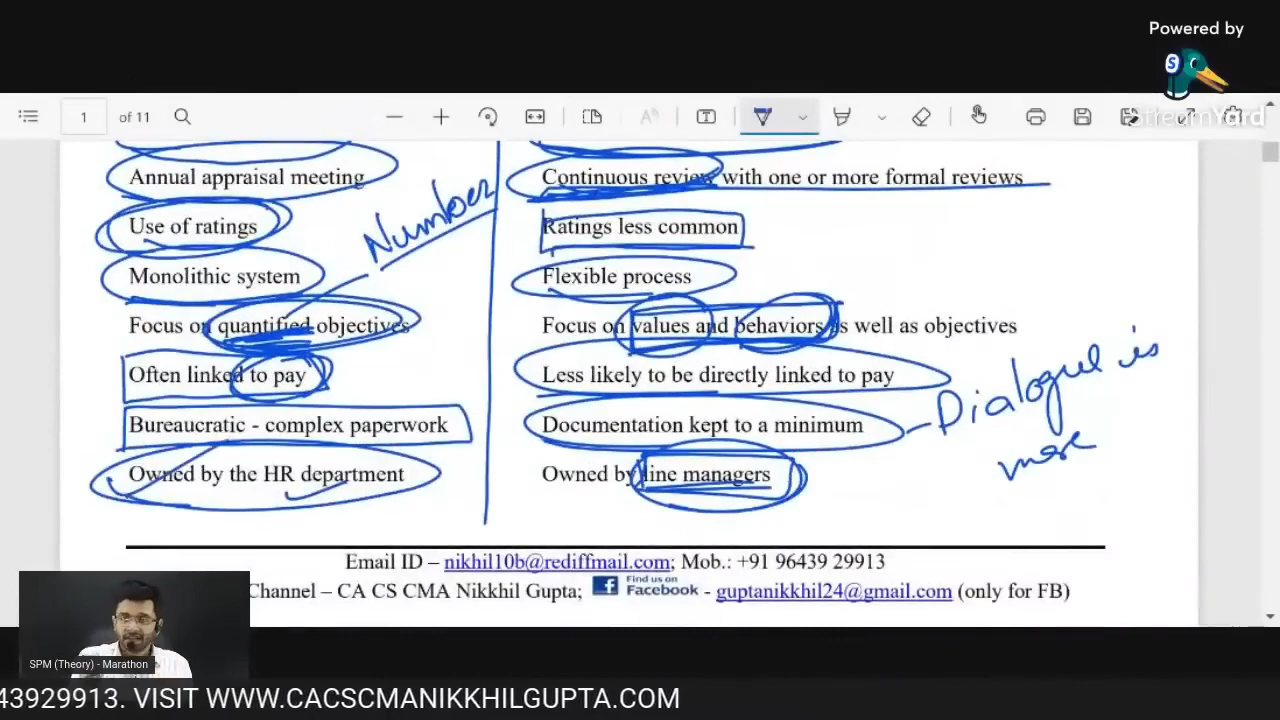 Powered by
StreamYard
1 of 11
Annual appraisal meeting
Continuous review with one or more formal reviews
Number
Use of ratings
Ratings less common
Monolithic system
Flexible process
Focus on quantified objectives
Focus on values and behaviors as well as objectives
Often linked to pay
Less likely to be directly linked to pay
Dialogue is
more
Bureaucratic - complex paperwork
Documentation kept to a minimum
Owned by the HR department
Owned by line managers
Email ID – nikhil10b@rediffmail.com; Mob.: +91 96439 29913
Channel – CA CS CMA Nikkhil Gupta; Find us on Facebook - guptanikkhil24@gmail.com (only for FB)
SPM (Theory) - Marathon
43929913. VISIT WWW.CACSCMANIKKHILGUPTA.COM